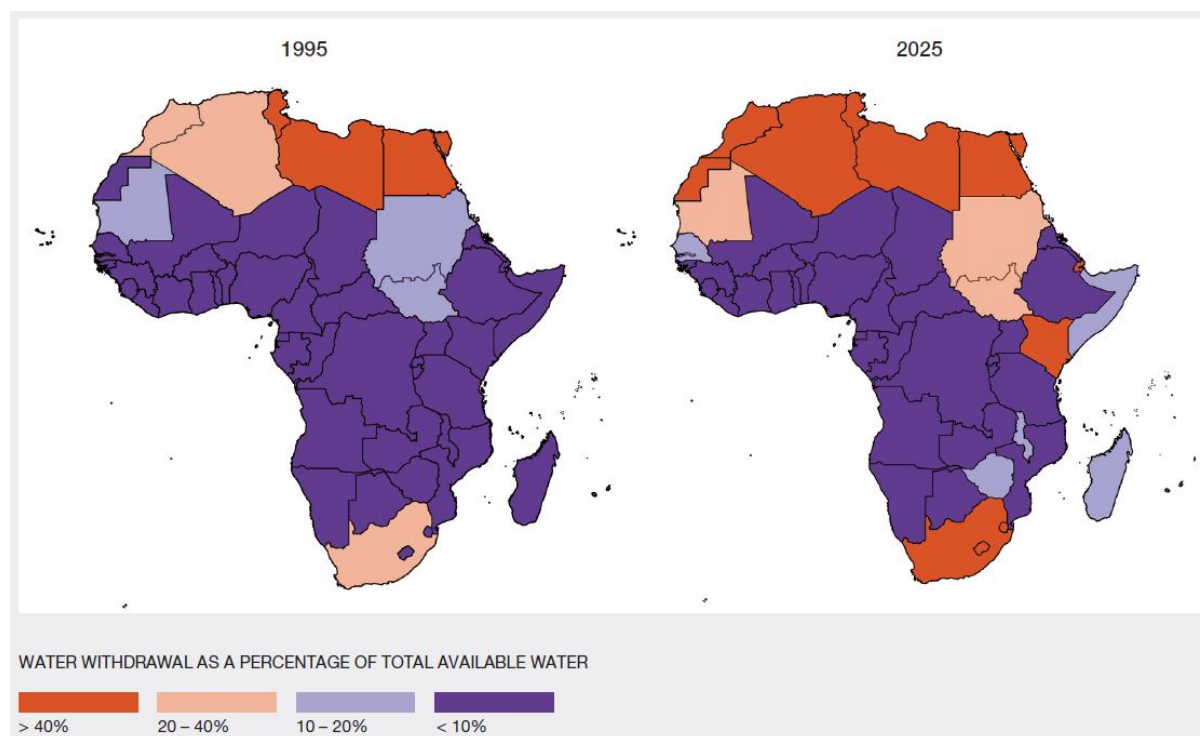 1995
2025
WATER WITHDRAWAL AS A PERCENTAGE OF TOTAL AVAILABLE WATER
> 40%
20 – 40%
10 – 20%
< 10%